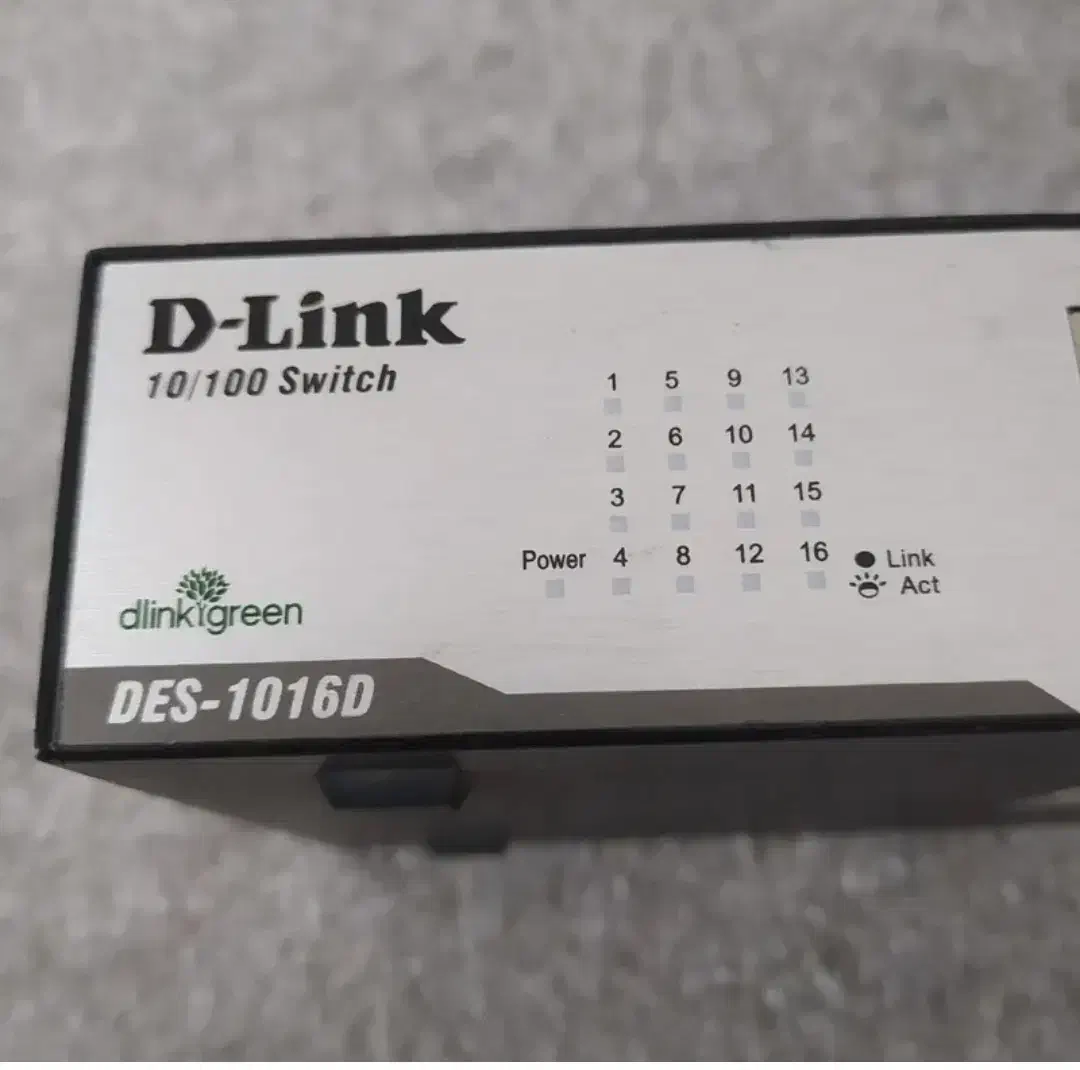 D-Link
10/100 Switch
1 5 9 13
2 6 10 14
3 7 11 15
Power 4 8 12 16 Link
Act
dlinkgreen
DES-1016D